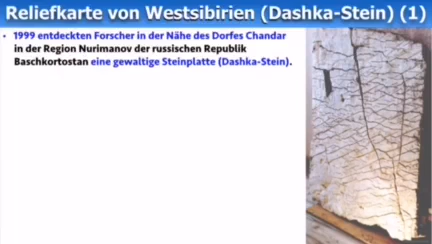 Reliefkarte von Westsibirien (Dashka-Stein) (1)
• 1999 entdeckten Forscher in der Nähe des Dorfes Chandar
in der Region Nurimanov der russischen Republik
Baschkortostan eine gewaltige Steinplatte (Dashka-Stein).